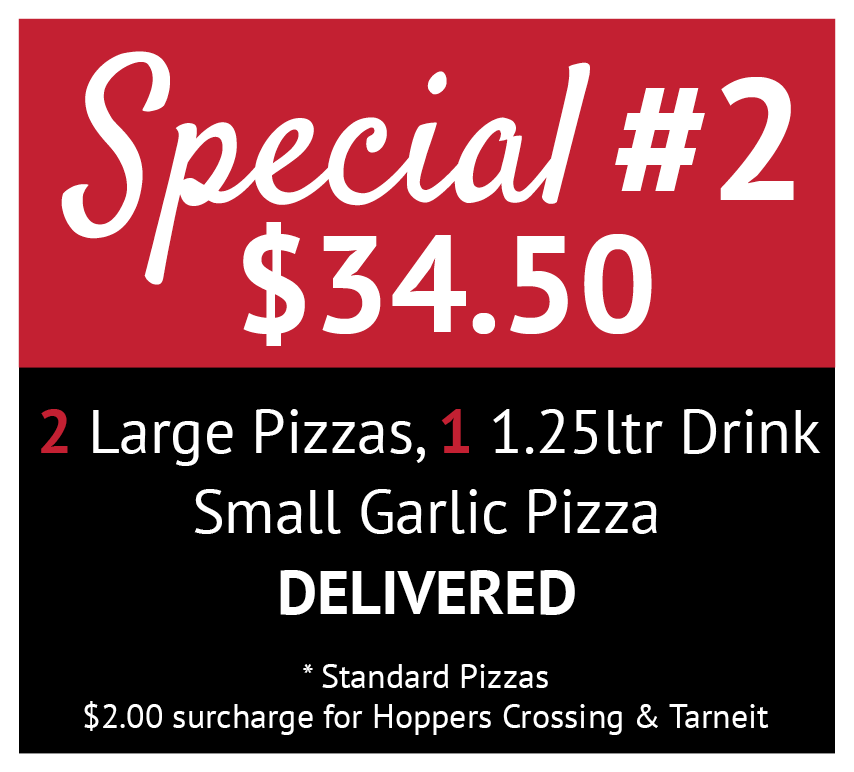 Special #2
$34.50
2 Large Pizzas, 1 1.25ltr Drink
Small Garlic Pizza
DELIVERED
* Standard Pizzas
$2.00 surcharge for Hoppers Crossing & Tarneit